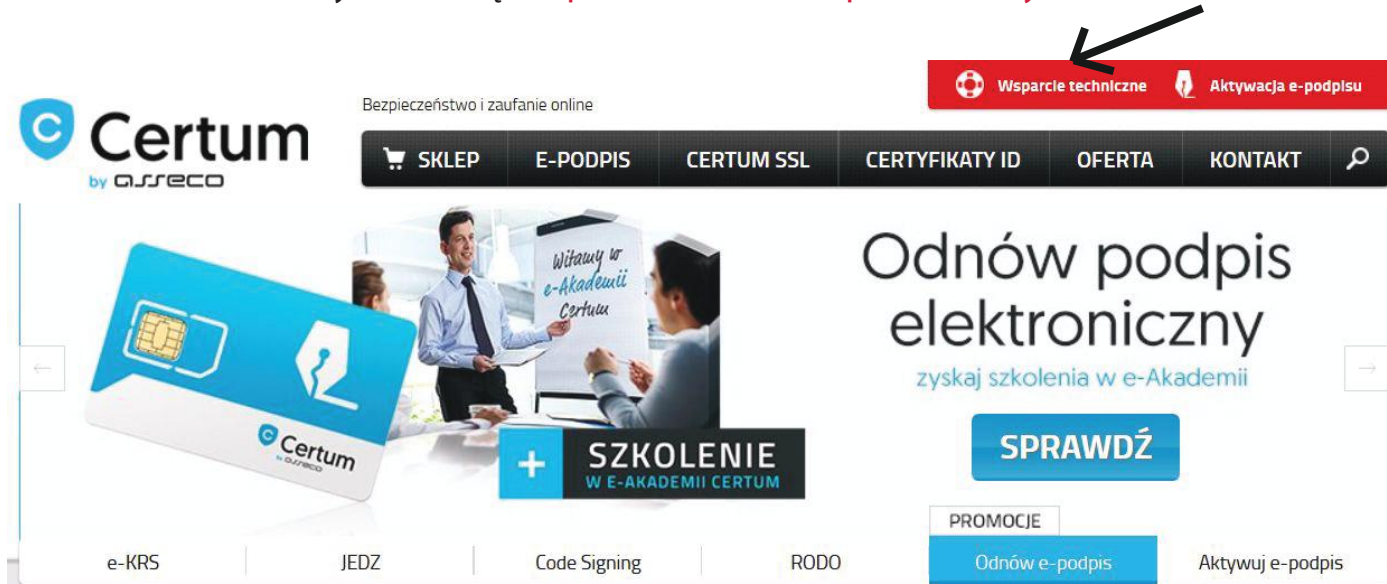 Wsparcie techniczne
Aktywacja e-podpisu
Bezpieczeństwo i zaufanie online
Certum
by asseco
SKLEP
E-PODPIS
CERTUM SSL
CERTYFIKATY ID
OFERTA
KONTAKT
Witamy w
e-Akademii
Certum
Certum
by asseco
+ SZKOLENIE
W E-AKADEMII CERTUM
Odnów podpis
elektroniczny
zyskaj szkolenia w e-Akademii
SPRAWDŹ
PROMOCJE
e-KRS
JEDZ
Code Signing
RODO
Odnów e-podpis
Aktywuj e-podpis